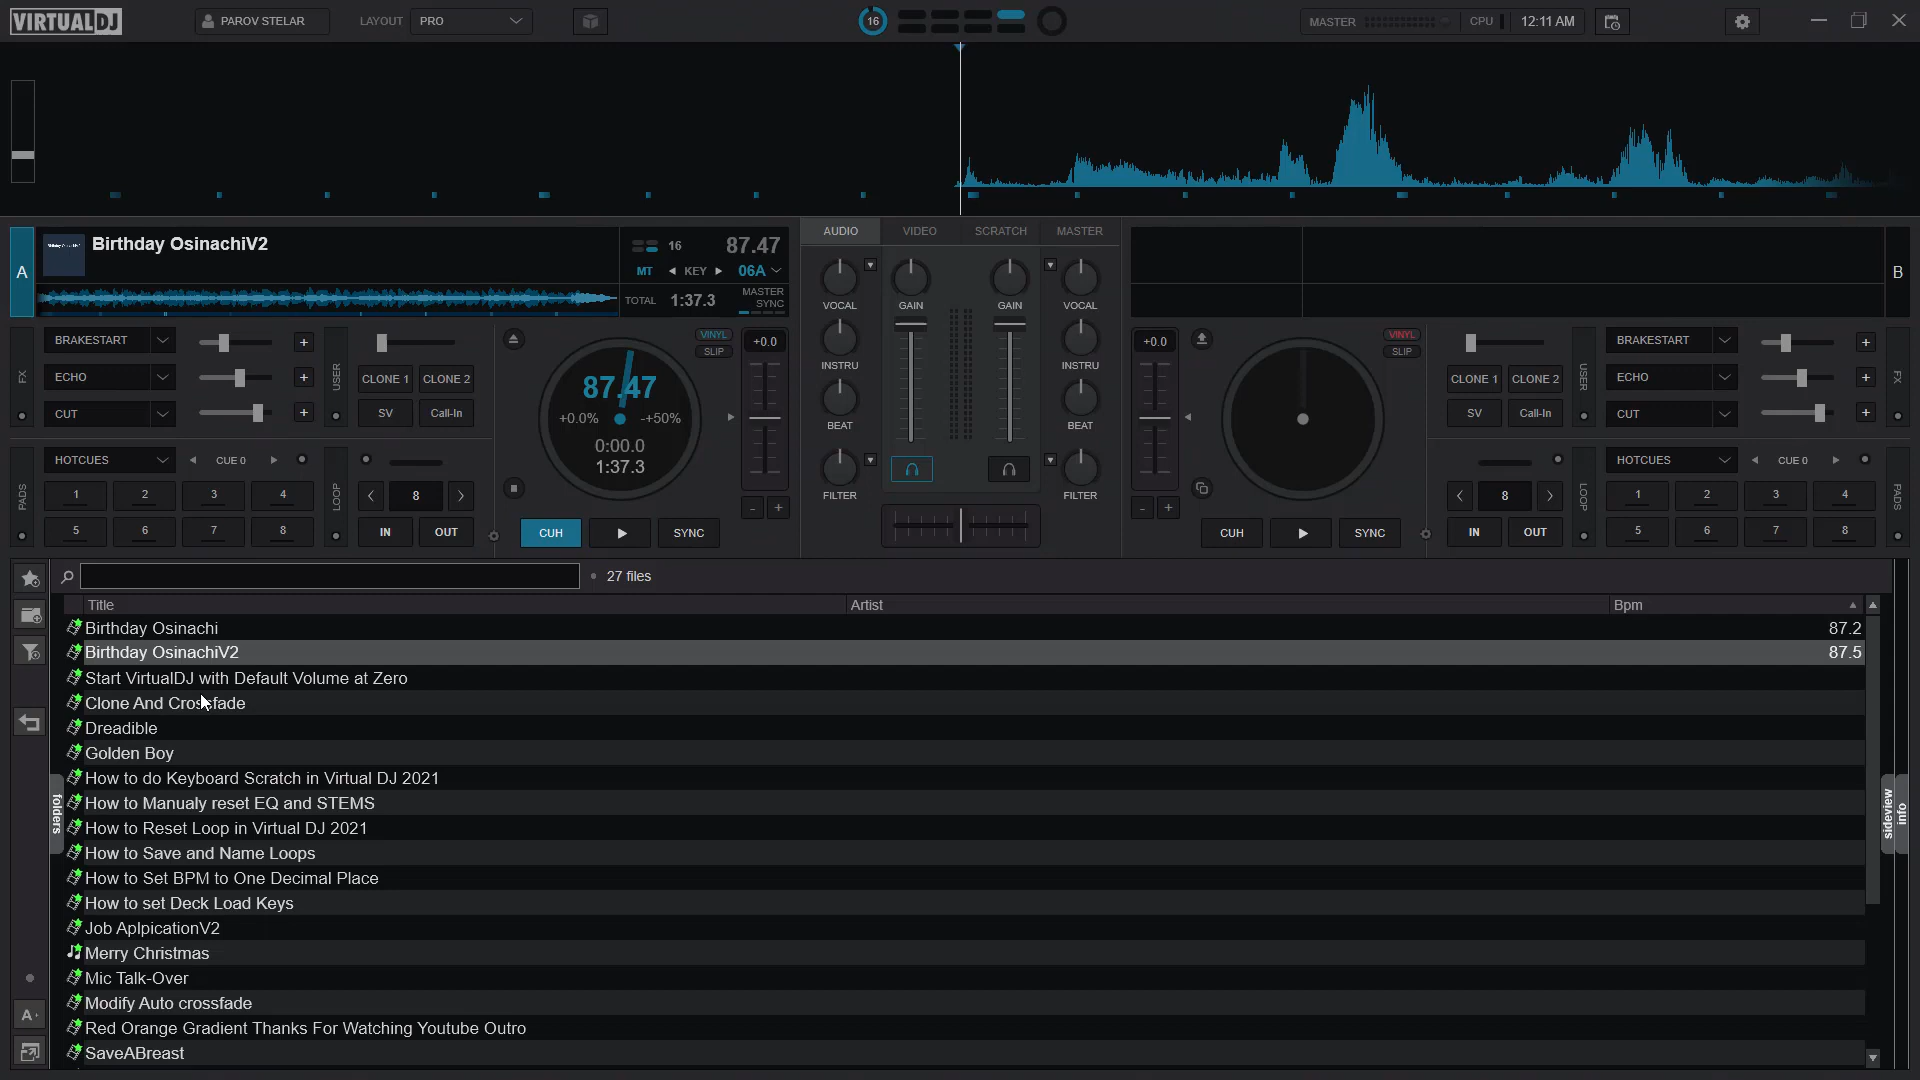 VIRTUALDJ
PAROV STELAR
LAYOUT PRO
16
MASTER
CPU
12:11 AM
A
Birthday OsinachiV2
16 87.47
MT KEY 06A
TOTAL 1:37.3
MASTER SYNC
AUDIO VIDEO SCRATCH MASTER
B
VOCAL GAIN GAIN VOCAL
INSTRU INSTRU
BEAT BEAT
FILTER FILTER
FX
BRAKESTART
+
ECHO
+
CUT
+
USER
CLONE 1 CLONE 2
SV Call-In
VINYL
SLIP
+0.0
87.47
+0.0% -+50%
0:00.0
1:37.3
PADS
HOTCUES
CUE 0
1 2 3 4
5 6 7 8
LOOP
8
IN OUT
CUH SYNC
- +
+0.0
VINYL
SLIP
CLONE 1 CLONE 2
SV Call-In
USER
BRAKESTART
+
ECHO
+
CUT
+
FX
- +
CUH SYNC
8
IN OUT
LOOP
HOTCUES
CUE 0
1 2 3 4
5 6 7 8
PADS
27 files
Title Artist Bpm
Birthday Osinachi 87.2
Birthday OsinachiV2 87.5
Start VirtualDJ with Default Volume at Zero
Clone And Crossfade
Dreadible
Golden Boy
How to do Keyboard Scratch in Virtual DJ 2021
How to Manualy reset EQ and STEMS
How to Reset Loop in Virtual DJ 2021
How to Save and Name Loops
How to Set BPM to One Decimal Place
How to set Deck Load Keys
Job AplpicationV2
Merry Christmas
Mic Talk-Over
Modify Auto crossfade
Red Orange Gradient Thanks For Watching Youtube Outro
SaveABreast
folders
sideview
info
A+